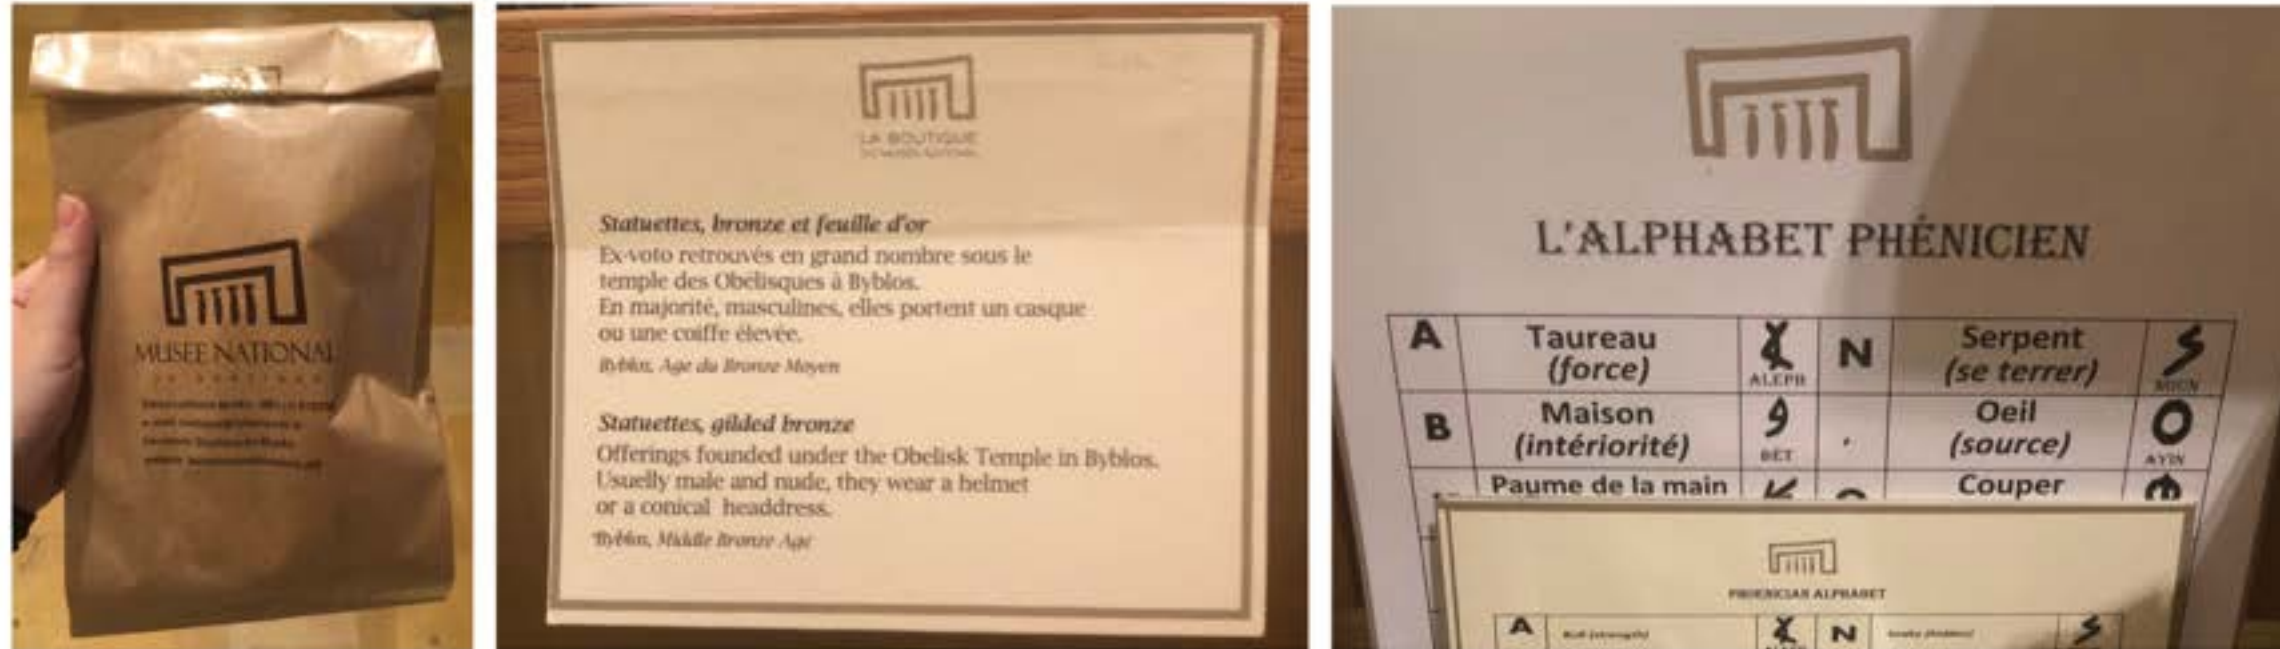 MUSEE NATIONAL
LA BOUTIQUE
Statuettes, bronze et feuille d'or
Ex-voto retrouvés en grand nombre sous le
temple des Obélisques à Byblos.
En majorité, masculines, elles portent un casque
ou une coiffe élevée.
Byblos, Age du Bronze Moyen
Statuettes, gilded bronze
Offerings founded under the Obelisk Temple in Byblos.
Usuelly male and nude, they wear a helmet
or a conical headdress.
Byblos, Middle Bronze Age
L'ALPHABET PHÉNICIEN
A Taureau (force) ALEPH N Serpent (se terrer)
B Maison (intériorité) BET Oeil (source) AYIN
Paume de la main Couper
PHOENICIAN ALPHABET
A Bull (strength) N